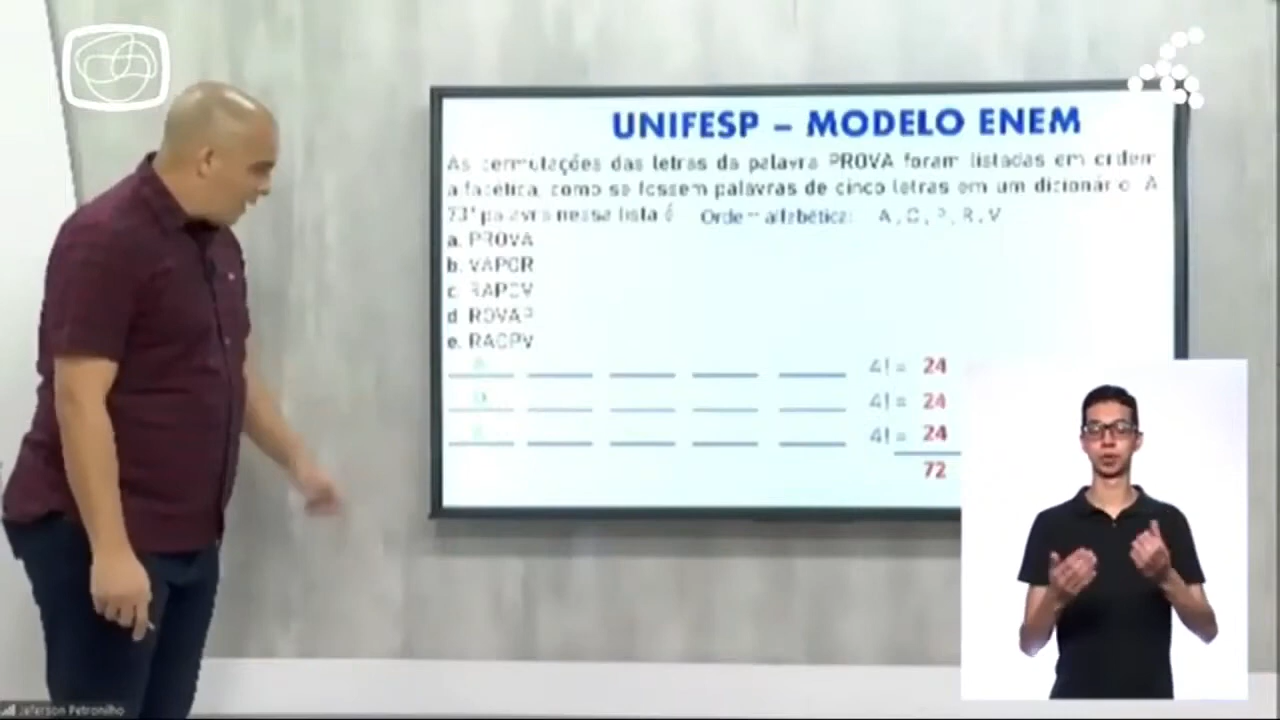 UNIFESP – MODELO ENEM
As permutações das letras da palavra PROVA foram listadas em ordem
alfabética, como se fossem palavras de cinco letras em um dicionário. A
73ª palavra nessa lista é Ordem alfabética: A, O, P, R, V
a. PROVA
b. VAPOR
c. RAPOV
d. ROVAP
e. RAOPV
4! = 24
4! = 24
4! = 24
72
Jeferson Petronilho